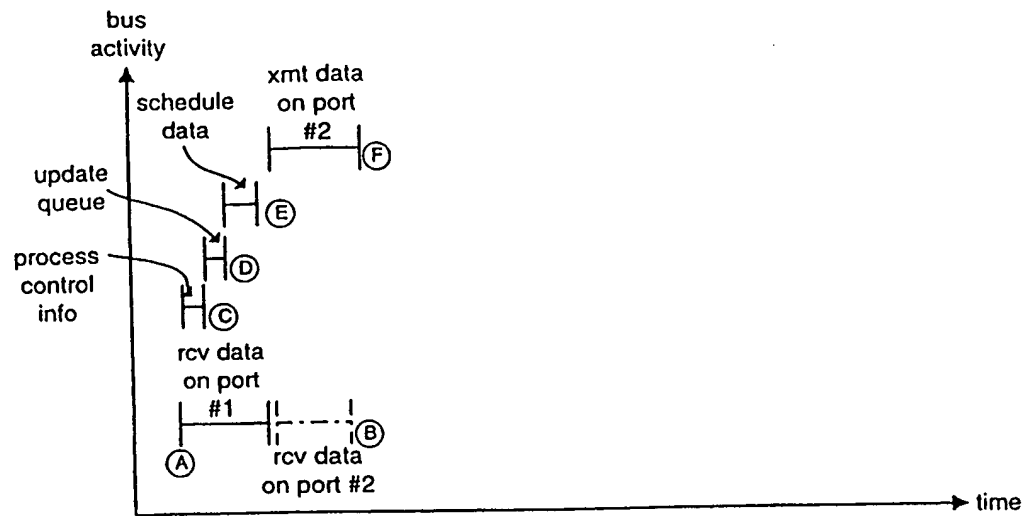 bus
activity
xmt data
on port
#2
schedule
data
F
update
queue
E
process
control
info
D
C
rcv data
on port
#1
B
A
rcv data
on port #2
time